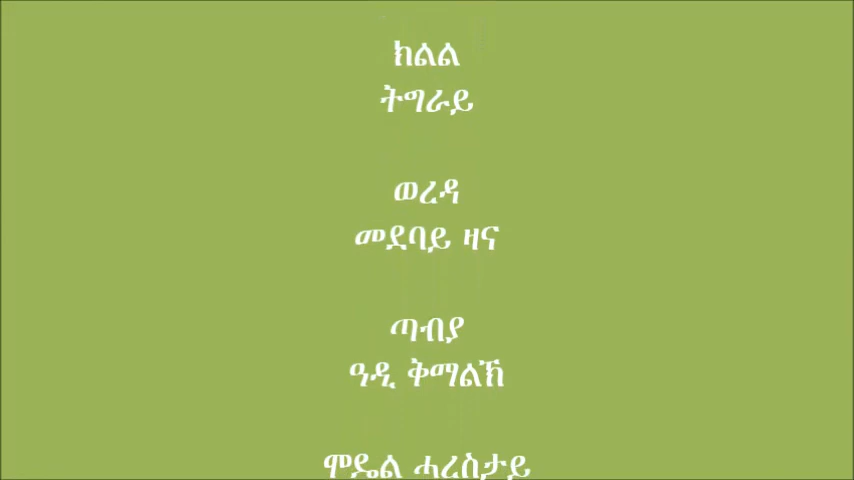 ክልል
ትግራይ
ወረዳ
መደባይ ዛና
ጣብያ
ዓዲ ቅማልኽ
ሞዴል ሓረስታይ